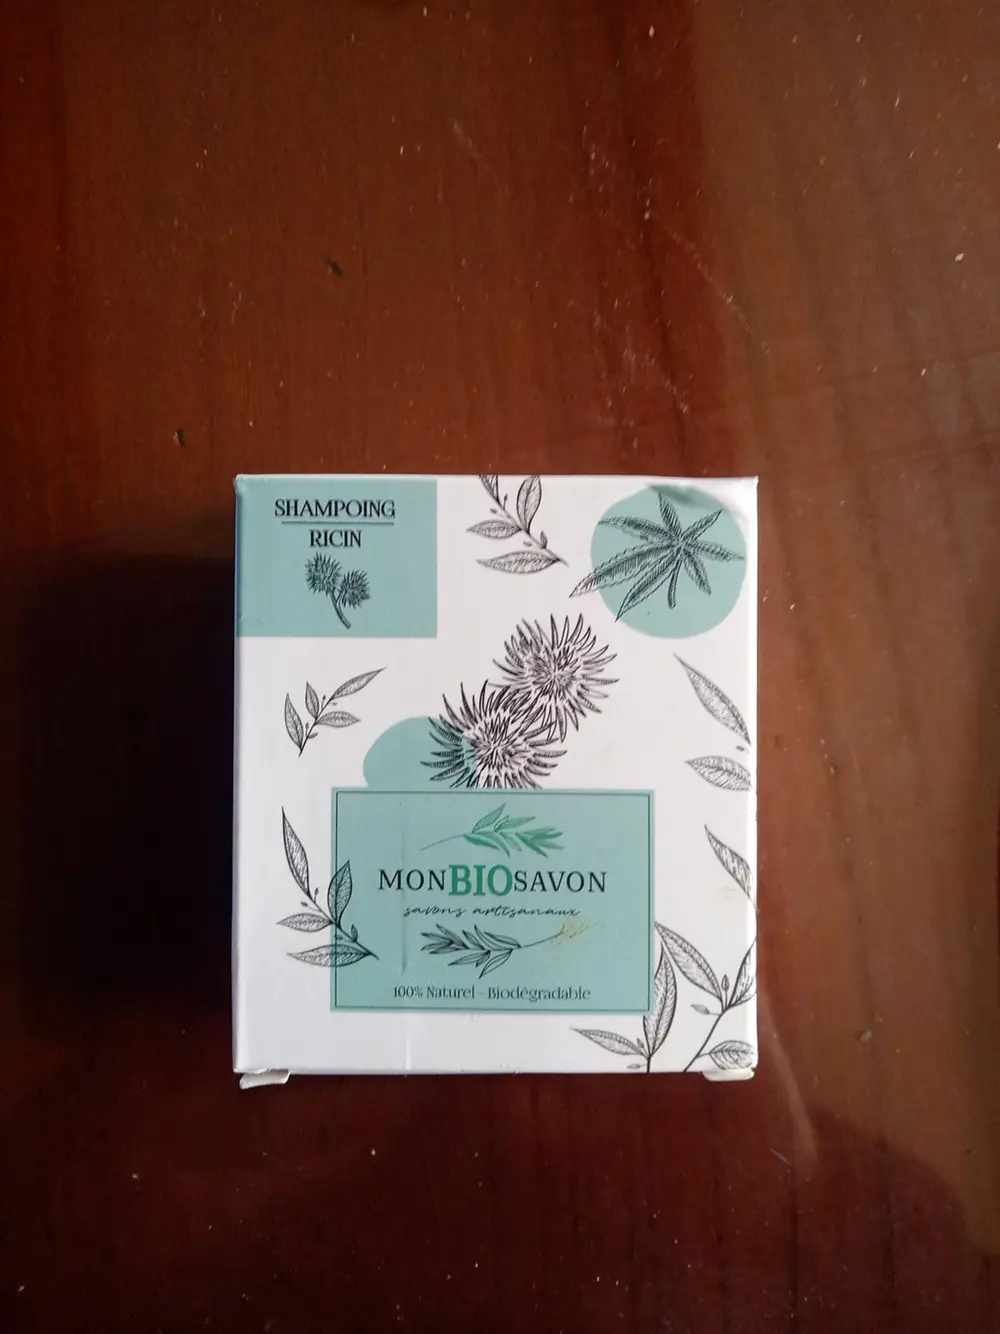 SHAMPOING
RICIN
MONBIOSAVON
savons artisanaux
100% Naturel - Biodégradable